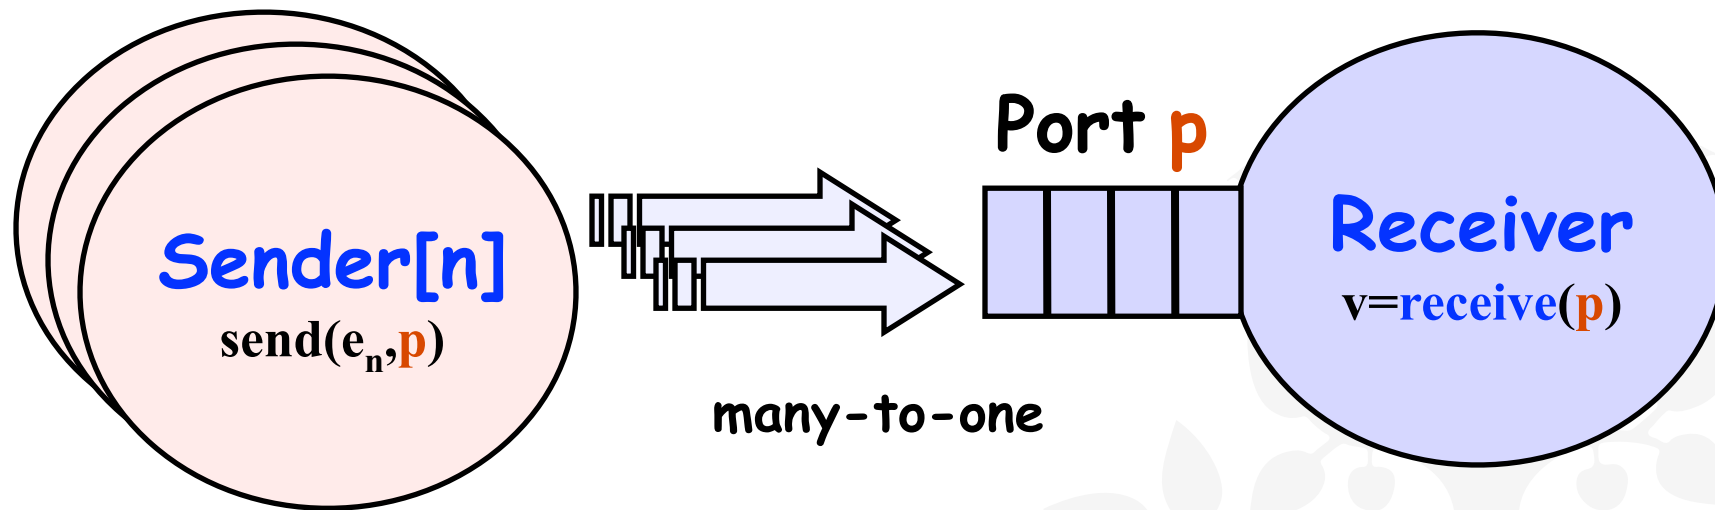 Port p
Sender[n]
send(eₙ,p)
Receiver
v=receive(p)
many-to-one